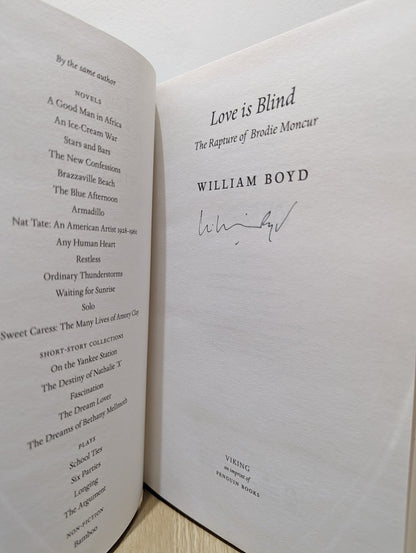 By the same author
NOVELS
A Good Man in Africa
An Ice-Cream War
Stars and Bars
The New Confessions
Brazzaville Beach
The Blue Afternoon
Armadillo
Nat Tate: An American Artist 1928–1960
Any Human Heart
Restless
Ordinary Thunderstorms
Waiting for Sunrise
Solo
Sweet Caress: The Many Lives of Amory Clay
SHORT-STORY COLLECTIONS
On the Yankee Station
The Destiny of Nathalie 'X'
Fascination
The Dream Lover
The Dreams of Bethany Mellmoth
PLAYS
School Ties
Six Parties
Longing
The Argument
NON-FICTION
Bamboo
Love is Blind
The Rapture of Brodie Moncur
WILLIAM BOYD
William Boyd
VIKING
an imprint of
PENGUIN BOOKS